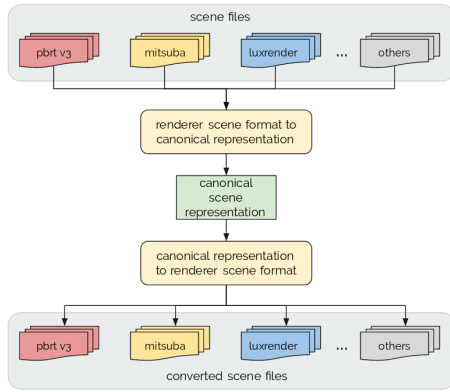 scene files
pbrt v3 mitsuba luxrender ... others
renderer scene format to
canonical representation
canonical
scene
representation
canonical representation
to renderer scene format
pbrt v3 mitsuba luxrender ... others
converted scene files